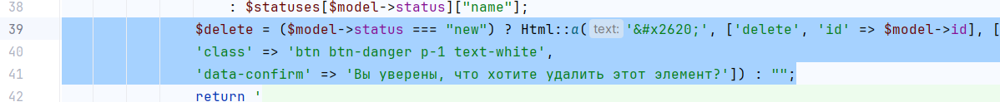 38 : $statuses[$model->status]["name"];
39 $delete = ($model->status === "new") ? Html::a( text: '&#x2620;', ['delete', 'id' => $model->id], [
40 'class' => 'btn btn-danger p-1 text-white',
41 'data-confirm' => 'Вы уверены, что хотите удалить этот элемент?']) : "";
42 return '